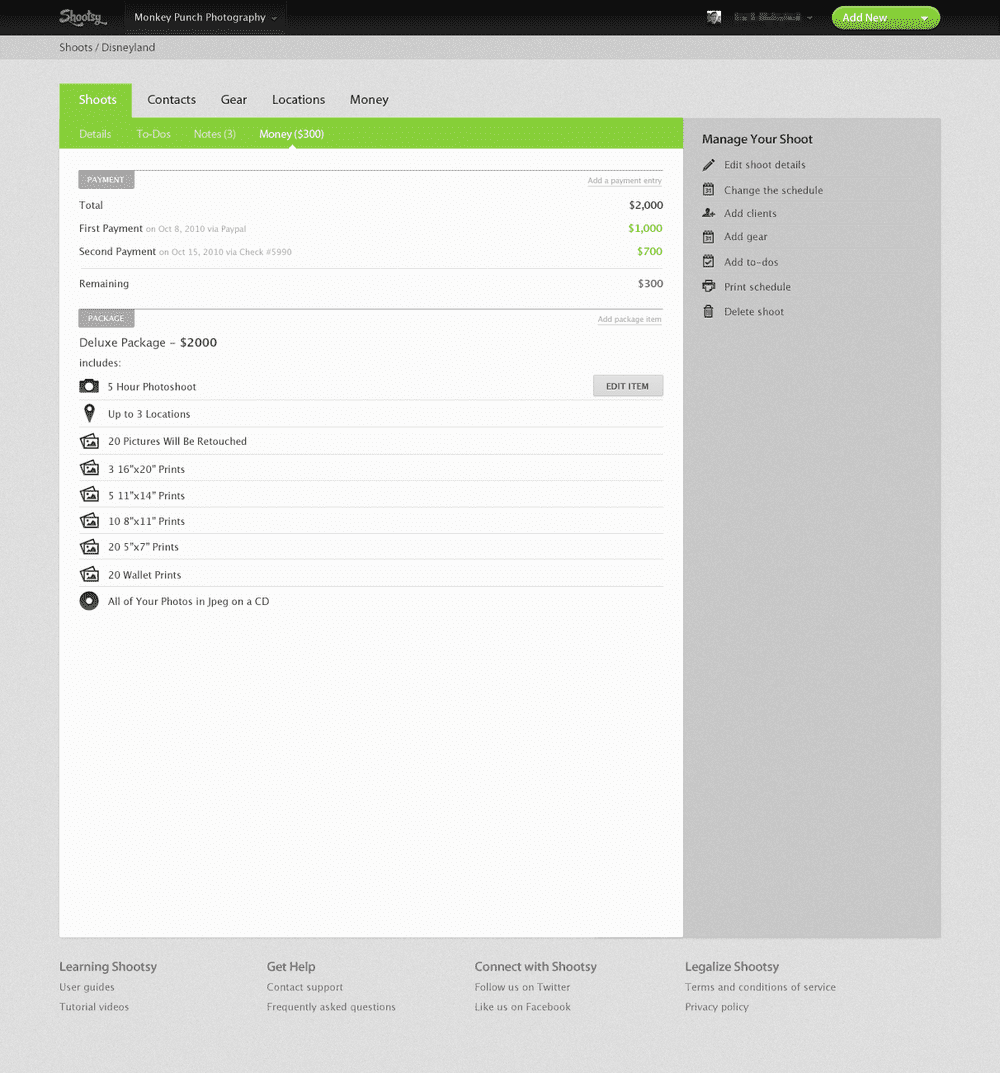 Shootsy
Monkey Punch Photography
Add New
Shoots / Disneyland
Shoots Contacts Gear Locations Money
Details To-Dos Notes (3) Money ($300)
PAYMENT Add a payment entry
Total $2,000
First Payment on Oct 8, 2010 via Paypal $1,000
Second Payment on Oct 15, 2010 via Check #5990 $700
Remaining $300
PACKAGE Add package item
Deluxe Package – $2000
includes:
5 Hour Photoshoot EDIT ITEM
Up to 3 Locations
20 Pictures Will Be Retouched
3 16"x20" Prints
5 11"x14" Prints
10 8"x11" Prints
20 5"x7" Prints
20 Wallet Prints
All of Your Photos in Jpeg on a CD
Manage Your Shoot
Edit shoot details
Change the schedule
Add clients
Add gear
Add to-dos
Print schedule
Delete shoot
Learning Shootsy
User guides
Tutorial videos
Get Help
Contact support
Frequently asked questions
Connect with Shootsy
Follow us on Twitter
Like us on Facebook
Legalize Shootsy
Terms and conditions of service
Privacy policy